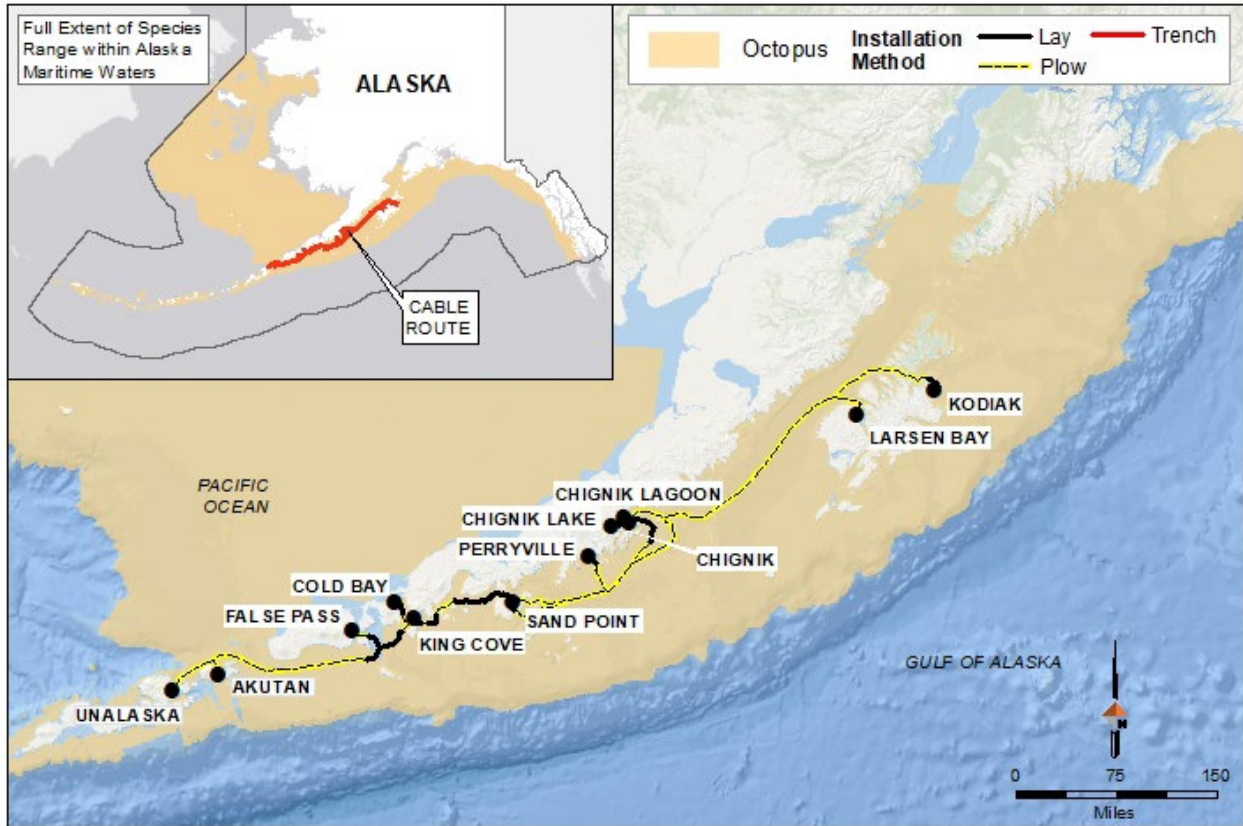 Full Extent of Species
Range within Alaska
Maritime Waters
ALASKA
CABLE
ROUTE
Octopus
Installation
Method
Lay
Plow
Trench
KODIAK
LARSEN BAY
PACIFIC
OCEAN
CHIGNIK LAGOON
CHIGNIK LAKE
PERRYVILLE
CHIGNIK
COLD BAY
FALSE PASS
SAND POINT
KING COVE
GULF OF ALASKA
AKUTAN
UNALASKA
N
0 75 150
Miles